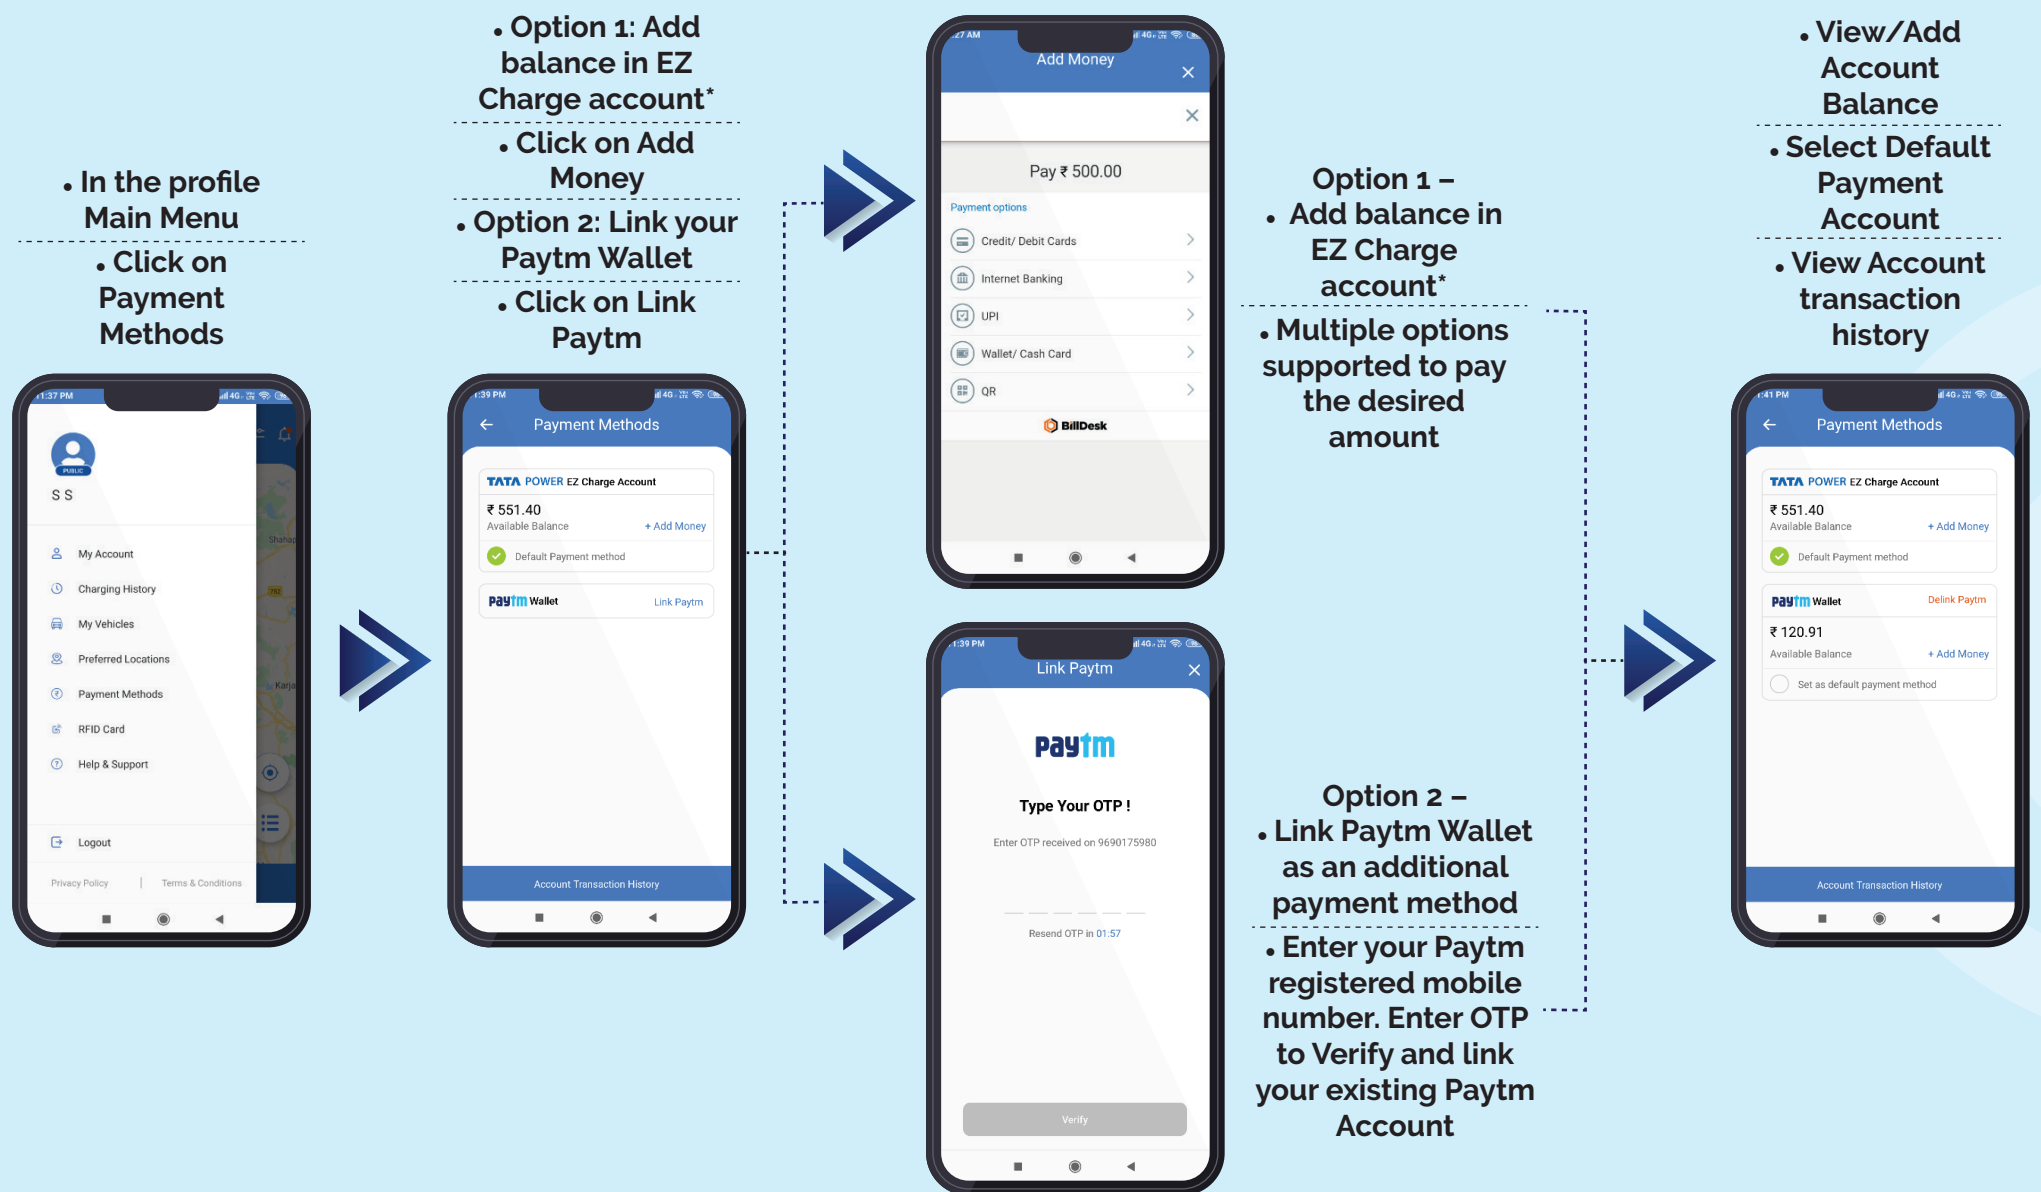 • In the profile
Main Menu
• Click on
Payment
Methods
11:37 PM
4G
PUBLIC
S S
My Account
Charging History
My Vehicles
Preferred Locations
Payment Methods
RFID Card
Help & Support
Logout
Privacy Policy | Terms & Conditions
Shahap
Karja
• Option 1: Add
balance in EZ
Charge account*
• Click on Add
Money
• Option 2: Link your
Paytm Wallet
• Click on Link
Paytm
1:39 PM
4G
Payment Methods
TATA POWER EZ Charge Account
₹ 551.40
Available Balance + Add Money
Default Payment method
paytm Wallet Link Paytm
Account Transaction History
:27 AM
4G
Add Money
Pay ₹ 500.00
Payment options
Credit/ Debit Cards
Internet Banking
UPI
Wallet/ Cash Card
QR
BillDesk
Option 1 –
• Add balance in
EZ Charge
account*
• Multiple options
supported to pay
the desired
amount
1:39 PM
4G
Link Paytm
paytm
Type Your OTP !
Enter OTP received on 9690175980
Resend OTP in 01:57
Verify
Option 2 –
• Link Paytm Wallet
as an additional
payment method
• Enter your Paytm
registered mobile
number. Enter OTP
to Verify and link
your existing Paytm
Account
• View/Add
Account
Balance
• Select Default
Payment
Account
• View Account
transaction
history
1:41 PM
4G
Payment Methods
TATA POWER EZ Charge Account
₹ 551.40
Available Balance + Add Money
Default Payment method
paytm Wallet Delink Paytm
₹ 120.91
Available Balance + Add Money
Set as default payment method
Account Transaction History